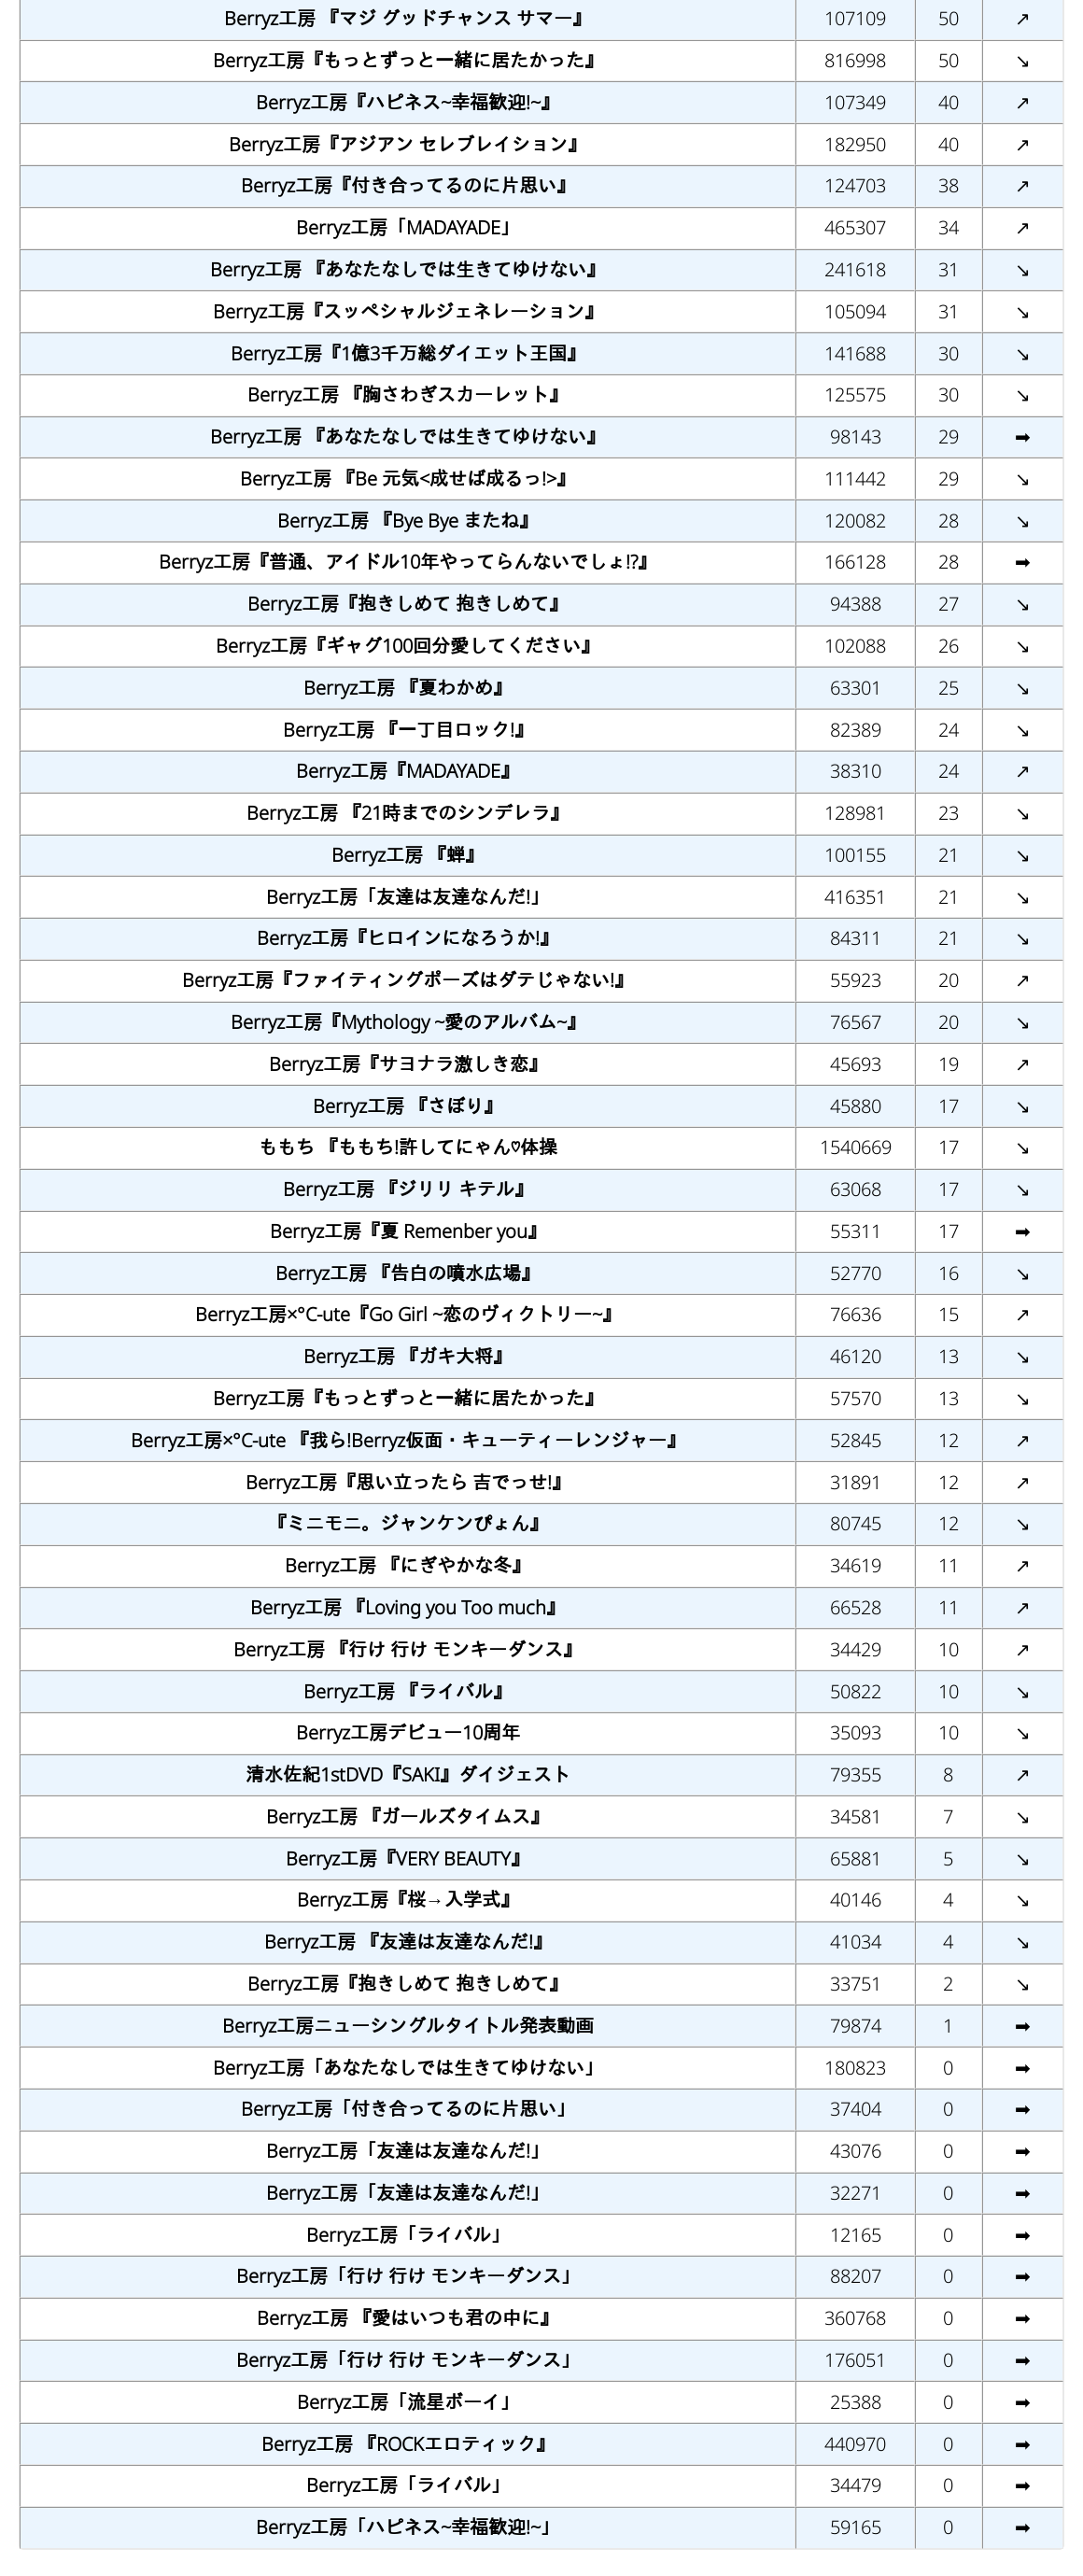 Berryz工房 『マジ グッドチャンス サマー』 107109 50 ↗
Berryz工房『もっとずっと一緒に居たかった』 816998 50 ↘
Berryz工房『ハピネス~幸福歓迎!~』 107349 40 ↗
Berryz工房『アジアン セレブレイション』 182950 40 ↗
Berryz工房『付き合ってるのに片思い』 124703 38 ↗
Berryz工房「MADAYADE」 465307 34 ↗
Berryz工房 『あなたなしでは生きてゆけない』 241618 31 ↘
Berryz工房『スッペシャルジェネレーション』 105094 31 ↘
Berryz工房『1億3千万総ダイエット王国』 141688 30 ↘
Berryz工房 『胸さわぎスカーレット』 125575 30 ↘
Berryz工房 『あなたなしでは生きてゆけない』 98143 29 ➡
Berryz工房 『Be 元気<成せば成るっ!>』 111442 29 ↘
Berryz工房 『Bye Bye またね』 120082 28 ↘
Berryz工房『普通、アイドル10年やってらんないでしょ!?』 166128 28 ➡
Berryz工房『抱きしめて 抱きしめて』 94388 27 ↘
Berryz工房『ギャグ100回分愛してください』 102088 26 ↘
Berryz工房 『夏わかめ』 63301 25 ↘
Berryz工房 『一丁目ロック!』 82389 24 ↘
Berryz工房『MADAYADE』 38310 24 ↗
Berryz工房 『21時までのシンデレラ』 128981 23 ↘
Berryz工房 『蝉』 100155 21 ↘
Berryz工房「友達は友達なんだ!」 416351 21 ↘
Berryz工房『ヒロインになろうか!』 84311 21 ↘
Berryz工房『ファイティングポーズはダテじゃない!』 55923 20 ↗
Berryz工房『Mythology ~愛のアルバム~』 76567 20 ↘
Berryz工房『サヨナラ激しき恋』 45693 19 ↗
Berryz工房 『さぼり』 45880 17 ↘
ももち 『ももち!許してにゃん♡体操 1540669 17 ↘
Berryz工房 『ジリリ キテル』 63068 17 ↘
Berryz工房『夏 Remenber you』 55311 17 ➡
Berryz工房 『告白の噴水広場』 52770 16 ↘
Berryz工房×°C-ute『Go Girl ~恋のヴィクトリー~』 76636 15 ↗
Berryz工房 『ガキ大将』 46120 13 ↘
Berryz工房『もっとずっと一緒に居たかった』 57570 13 ↘
Berryz工房×°C-ute 『我ら!Berryz仮面・キューティーレンジャー』 52845 12 ↗
Berryz工房『思い立ったら 吉でっせ!』 31891 12 ↗
『ミニモニ。ジャンケンぴょん』 80745 12 ↘
Berryz工房 『にぎやかな冬』 34619 11 ↗
Berryz工房 『Loving you Too much』 66528 11 ↗
Berryz工房 『行け 行け モンキーダンス』 34429 10 ↗
Berryz工房 『ライバル』 50822 10 ↘
Berryz工房デビュー10周年 35093 10 ↘
清水佐紀1stDVD『SAKI』ダイジェスト 79355 8 ↗
Berryz工房 『ガールズタイムス』 34581 7 ↘
Berryz工房『VERY BEAUTY』 65881 5 ↘
Berryz工房『桜→入学式』 40146 4 ↘
Berryz工房 『友達は友達なんだ!』 41034 4 ↘
Berryz工房『抱きしめて 抱きしめて』 33751 2 ↘
Berryz工房ニューシングルタイトル発表動画 79874 1 ➡
Berryz工房「あなたなしでは生きてゆけない」 180823 0 ➡
Berryz工房「付き合ってるのに片思い」 37404 0 ➡
Berryz工房「友達は友達なんだ!」 43076 0 ➡
Berryz工房「友達は友達なんだ!」 32271 0 ➡
Berryz工房「ライバル」 12165 0 ➡
Berryz工房「行け 行け モンキーダンス」 88207 0 ➡
Berryz工房 『愛はいつも君の中に』 360768 0 ➡
Berryz工房「行け 行け モンキーダンス」 176051 0 ➡
Berryz工房「流星ボーイ」 25388 0 ➡
Berryz工房 『ROCKエロティック』 440970 0 ➡
Berryz工房「ライバル」 34479 0 ➡
Berryz工房「ハピネス~幸福歓迎!~」 59165 0 ➡